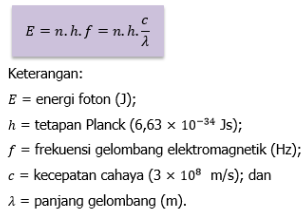 E = n.h.f = n.h.c/λ
Keterangan:
E = energi foton (J);
h = tetapan Planck (6,63 × 10⁻³⁴ Js);
f = frekuensi gelombang elektromagnetik (Hz);
c = kecepatan cahaya (3 × 10⁸ m/s); dan
λ = panjang gelombang (m).